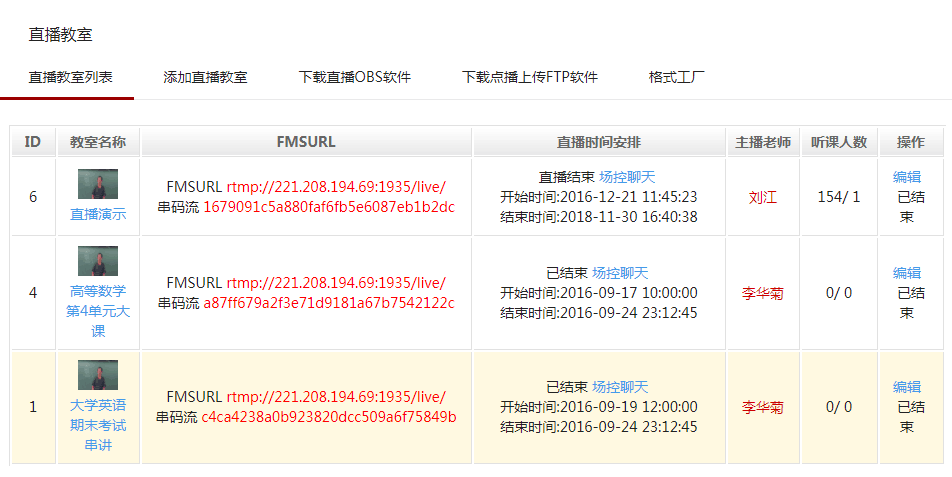 直播教室
直播教室列表 添加直播教室 下载直播OBS软件 下载点播上传FTP软件 格式工厂
ID 教室名称 FMSURL 直播时间安排 主播老师 听课人数 操作
6
直播演示
FMSURL rtmp://221.208.194.69:1935/live/
串码流 1679091c5a880faf6fb5e6087eb1b2dc
直播结束 场控聊天
开始时间:2016-12-21 11:45:23
结束时间:2018-11-30 16:40:38
刘江
154/ 1
编辑
已结
束
4
高等数学
第4单元大
课
FMSURL rtmp://221.208.194.69:1935/live/
串码流 a87ff679a2f3e71d9181a67b7542122c
已结束 场控聊天
开始时间:2016-09-17 10:00:00
结束时间:2016-09-24 23:12:45
李华菊
0/ 0
编辑
已结
束
1
大学英语
期末考试
串讲
FMSURL rtmp://221.208.194.69:1935/live/
串码流 c4ca4238a0b923820dcc509a6f75849b
已结束 场控聊天
开始时间:2016-09-19 12:00:00
结束时间:2016-09-24 23:12:45
李华菊
0/ 0
编辑
已结
束